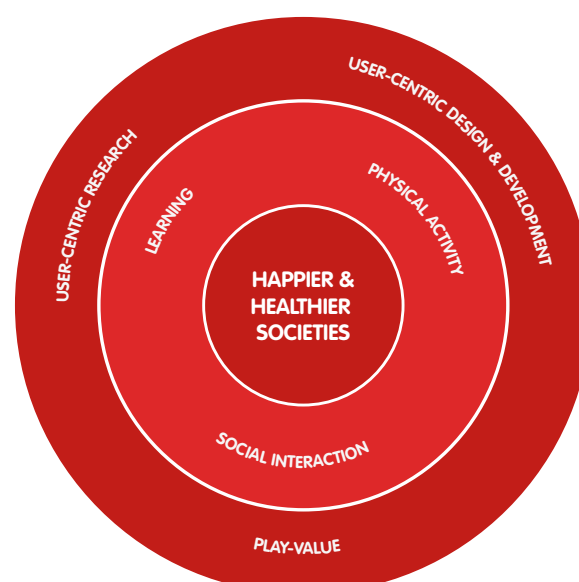 USER-CENTRIC DESIGN & DEVELOPMENT
USER-CENTRIC RESEARCH
PHYSICAL ACTIVITY
LEARNING
HAPPIER &
HEALTHIER
SOCIETIES
SOCIAL INTERACTION
PLAY-VALUE